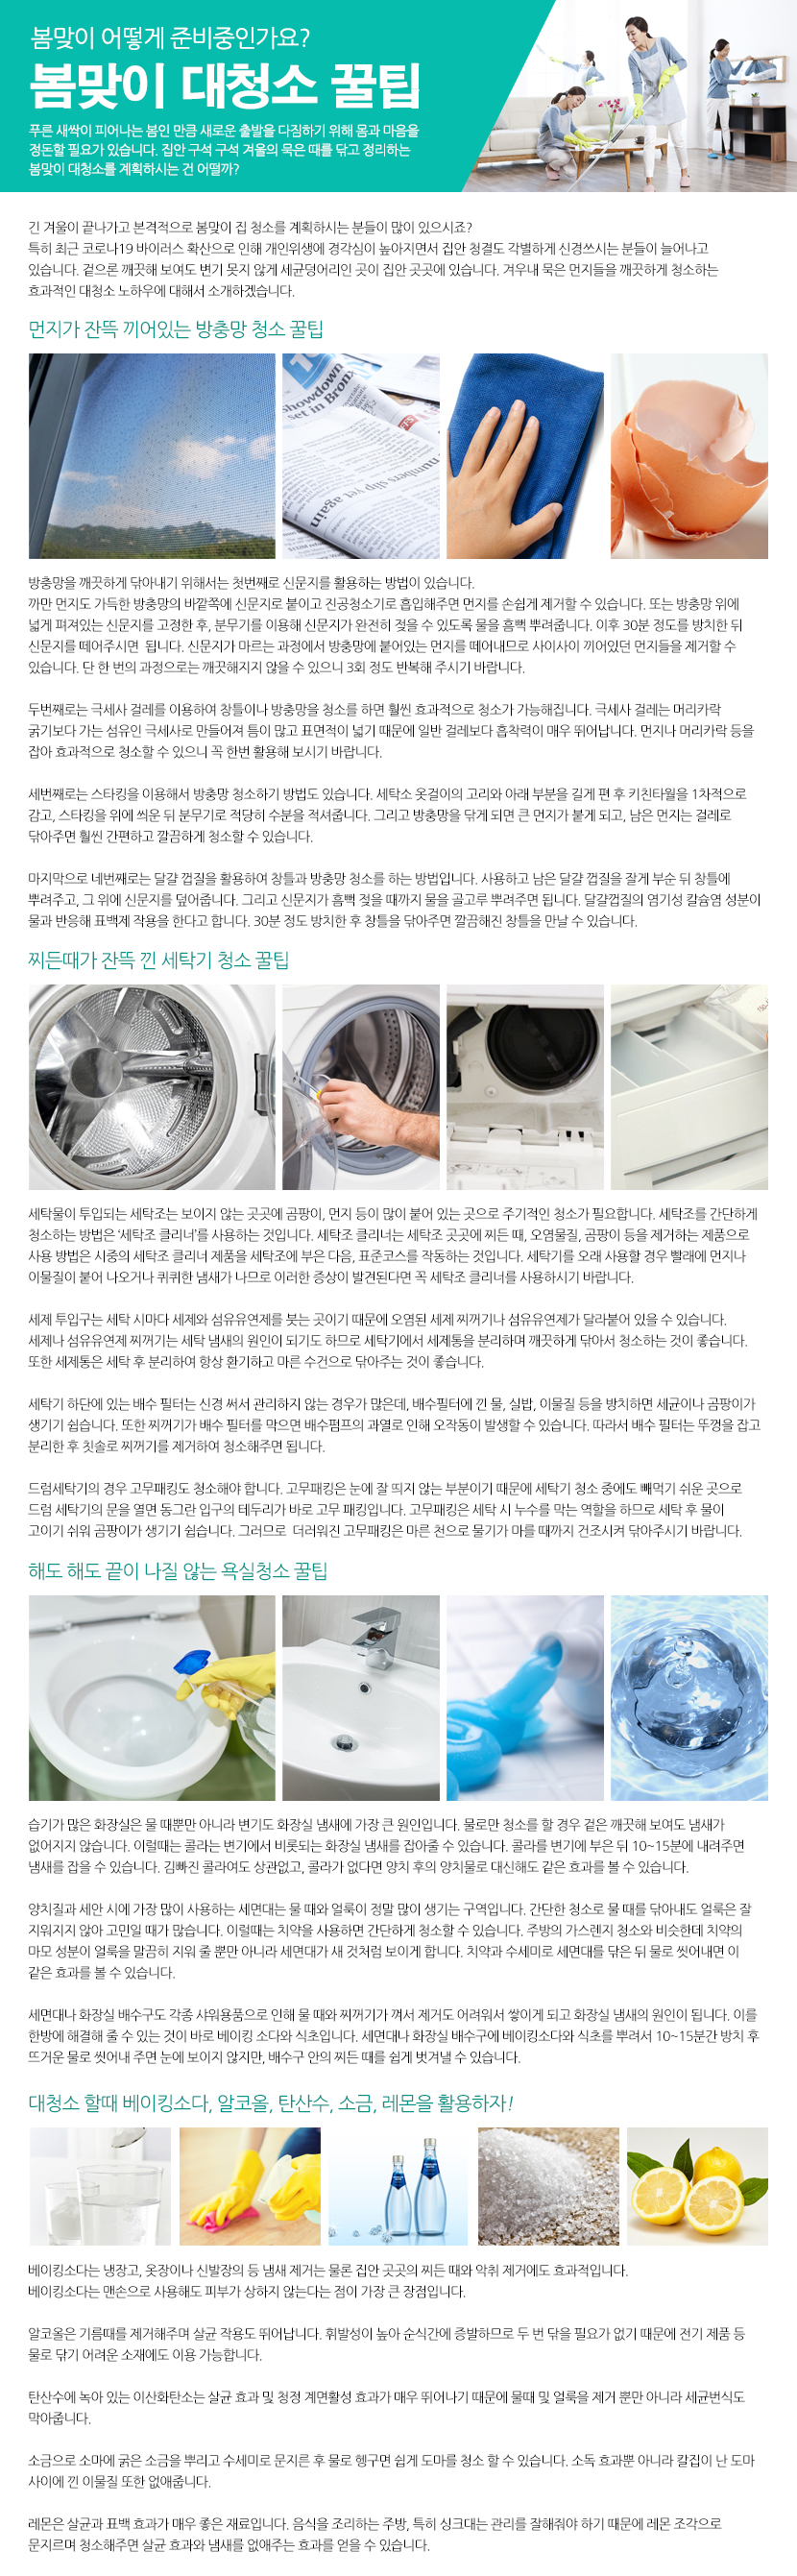 봄맞이 어떻게 준비중인가요?
봄맞이 대청소 꿀팁
푸른 새싹이 피어나는 봄인 만큼 새로운 출발을 다짐하기 위해 몸과 마음을
정돈할 필요가 있습니다. 집안 구석 구석 겨울의 묵은 때를 닦고 정리하는
봄맞이 대청소를 계획하시는 건 어떨까?
긴 겨울이 끝나가고 본격적으로 봄맞이 집 청소를 계획하시는 분들이 많이 있으시죠?
특히 최근 코로나19 바이러스 확산으로 인해 개인위생에 경각심이 높아지면서 집안 청결도 각별하게 신경쓰시는 분들이 늘어나고
있습니다. 겉으론 깨끗해 보여도 변기 못지 않게 세균덩어리인 곳이 집안 곳곳에 있습니다. 겨우내 묵은 먼지들을 깨끗하게 청소하는
효과적인 대청소 노하우에 대해서 소개하겠습니다.
먼지가 잔뜩 끼어있는 방충망 청소 꿀팁
Showdown
set in Bron
numbers slip yet again
방충망을 깨끗하게 닦아내기 위해서는 첫번째로 신문지를 활용하는 방법이 있습니다.
까만 먼지도 가득한 방충망의 바깥쪽에 신문지로 붙이고 진공청소기로 흡입해주면 먼지를 손쉽게 제거할 수 있습니다. 또는 방충망 위에
넓게 펴져있는 신문지를 고정한 후, 분무기를 이용해 신문지가 완전히 젖을 수 있도록 물을 흠뻑 뿌려줍니다. 이후 30분 정도를 방치한 뒤
신문지를 떼어주시면 됩니다. 신문지가 마르는 과정에서 방충망에 붙어있는 먼지를 떼어내므로 사이사이 끼어있던 먼지들을 제거할 수
있습니다. 단 한 번의 과정으로는 깨끗해지지 않을 수 있으니 3회 정도 반복해 주시기 바랍니다.
두번째로는 극세사 걸레를 이용하여 창틀이나 방충망을 청소를 하면 훨씬 효과적으로 청소가 가능해집니다. 극세사 걸레는 머리카락
굵기보다 가는 섬유인 극세사로 만들어져 틈이 많고 표면적이 넓기 때문에 일반 걸레보다 흡착력이 매우 뛰어납니다. 먼지나 머리카락 등을
잡아 효과적으로 청소할 수 있으니 꼭 한번 활용해 보시기 바랍니다.
세번째로는 스타킹을 이용해서 방충망 청소하기 방법도 있습니다. 세탁소 옷걸이의 고리와 아래 부분을 길게 편 후 키친타월을 1차적으로
감고, 스타킹을 위에 씌운 뒤 분무기로 적당히 수분을 적셔줍니다. 그리고 방충망을 닦게 되면 큰 먼지가 붙게 되고, 남은 먼지는 걸레로
닦아주면 훨씬 간편하고 깔끔하게 청소할 수 있습니다.
마지막으로 네번째로는 달걀 껍질을 활용하여 창틀과 방충망 청소를 하는 방법입니다. 사용하고 남은 달걀 껍질을 잘게 부순 뒤 창틀에
뿌려주고, 그 위에 신문지를 덮어줍니다. 그리고 신문지가 흠뻑 젖을 때까지 물을 골고루 뿌려주면 됩니다. 달걀껍질의 염기성 칼슘염 성분이
물과 반응해 표백제 작용을 한다고 합니다. 30분 정도 방치한 후 창틀을 닦아주면 깔끔해진 창틀을 만날 수 있습니다.
찌든때가 잔뜩 낀 세탁기 청소 꿀팁
세탁물이 투입되는 세탁조는 보이지 않는 곳곳에 곰팡이, 먼지 등이 많이 붙어 있는 곳으로 주기적인 청소가 필요합니다. 세탁조를 간단하게
청소하는 방법은 '세탁조 클리너'를 사용하는 것입니다. 세탁조 클리너는 세탁조 곳곳에 찌든 때, 오염물질, 곰팡이 등을 제거하는 제품으로
사용 방법은 시중의 세탁조 클리너 제품을 세탁조에 부은 다음, 표준코스를 작동하는 것입니다. 세탁기를 오래 사용할 경우 빨래에 먼지나
이물질이 붙어 나오거나 퀴퀴한 냄새가 나므로 이러한 증상이 발견된다면 꼭 세탁조 클리너를 사용하시기 바랍니다.
세제 투입구는 세탁 시마다 세제와 섬유유연제를 붓는 곳이기 때문에 오염된 세제 찌꺼기나 섬유유연제가 달라붙어 있을 수 있습니다.
세제나 섬유유연제 찌꺼기는 세탁 냄새의 원인이 되기도 하므로 세탁기에서 세제통을 분리하며 깨끗하게 닦아서 청소하는 것이 좋습니다.
또한 세제통은 세탁 후 분리하여 항상 환기하고 마른 수건으로 닦아주는 것이 좋습니다.
세탁기 하단에 있는 배수 필터는 신경 써서 관리하지 않는 경우가 많은데, 배수필터에 낀 물, 실밥, 이물질 등을 방치하면 세균이나 곰팡이가
생기기 쉽습니다. 또한 찌꺼기가 배수 필터를 막으면 배수펌프의 과열로 인해 오작동이 발생할 수 있습니다. 따라서 배수 필터는 뚜껑을 잡고
분리한 후 칫솔로 찌꺼기를 제거하여 청소해주면 됩니다.
드럼세탁기의 경우 고무패킹도 청소해야 합니다. 고무패킹은 눈에 잘 띄지 않는 부분이기 때문에 세탁기 청소 중에도 빼먹기 쉬운 곳으로
드럼 세탁기의 문을 열면 동그란 입구의 테두리가 바로 고무 패킹입니다. 고무패킹은 세탁 시 누수를 막는 역할을 하므로 세탁 후 물이
고이기 쉬워 곰팡이가 생기기 쉽습니다. 그러므로 더러워진 고무패킹은 마른 천으로 물기가 마를 때까지 건조시켜 닦아주시기 바랍니다.
해도 해도 끝이 나질 않는 욕실청소 꿀팁
습기가 많은 화장실은 물 때뿐만 아니라 변기도 화장실 냄새에 가장 큰 원인입니다. 물로만 청소를 할 경우 겉은 깨끗해 보여도 냄새가
없어지지 않습니다. 이럴때는 콜라는 변기에서 비롯되는 화장실 냄새를 잡아줄 수 있습니다. 콜라를 변기에 부은 뒤 10~15분에 내려주면
냄새를 잡을 수 있습니다. 김빠진 콜라여도 상관없고, 콜라가 없다면 양치 후의 양치물로 대신해도 같은 효과를 볼 수 있습니다.
양치질과 세안 시에 가장 많이 사용하는 세면대는 물 때와 얼룩이 정말 많이 생기는 구역입니다. 간단한 청소로 물 때를 닦아내도 얼룩은 잘
지워지지 않아 고민일 때가 많습니다. 이럴때는 치약을 사용하면 간단하게 청소할 수 있습니다. 주방의 가스렌지 청소와 비슷한데 치약의
마모 성분이 얼룩을 말끔히 지워 줄 뿐만 아니라 세면대가 새 것처럼 보이게 합니다. 치약과 수세미로 세면대를 닦은 뒤 물로 씻어내면 이
같은 효과를 볼 수 있습니다.
세면대나 화장실 배수구도 각종 샤워용품으로 인해 물 때와 찌꺼기가 껴서 제거도 어려워서 쌓이게 되고 화장실 냄새의 원인이 됩니다. 이를
한방에 해결해 줄 수 있는 것이 바로 베이킹 소다와 식초입니다. 세면대나 화장실 배수구에 베이킹소다와 식초를 뿌려서 10~15분간 방치 후
뜨거운 물로 씻어내 주면 눈에 보이지 않지만, 배수구 안의 찌든 때를 쉽게 벗겨낼 수 있습니다.
대청소 할때 베이킹소다, 알코올, 탄산수, 소금, 레몬을 활용하자!
베이킹소다는 냉장고, 옷장이나 신발장의 등 냄새 제거는 물론 집안 곳곳의 찌든 때와 악취 제거에도 효과적입니다.
베이킹소다는 맨손으로 사용해도 피부가 상하지 않는다는 점이 가장 큰 장점입니다.
알코올은 기름때를 제거해주며 살균 작용도 뛰어납니다. 휘발성이 높아 순식간에 증발하므로 두 번 닦을 필요가 없기 때문에 전기 제품 등
물로 닦기 어려운 소재에도 이용 가능합니다.
탄산수에 녹아 있는 이산화탄소는 살균 효과 및 청정 계면활성 효과가 매우 뛰어나기 때문에 물때 및 얼룩을 제거 뿐만 아니라 세균번식도
막아줍니다.
소금으로 소마에 굵은 소금을 뿌리고 수세미로 문지른 후 물로 헹구면 쉽게 도마를 청소 할 수 있습니다. 소독 효과뿐 아니라 칼집이 난 도마
사이에 낀 이물질 또한 없애줍니다.
레몬은 살균과 표백 효과가 매우 좋은 재료입니다. 음식을 조리하는 주방, 특히 싱크대는 관리를 잘해줘야 하기 때문에 레몬 조각으로
문지르며 청소해주면 살균 효과와 냄새를 없애주는 효과를 얻을 수 있습니다.